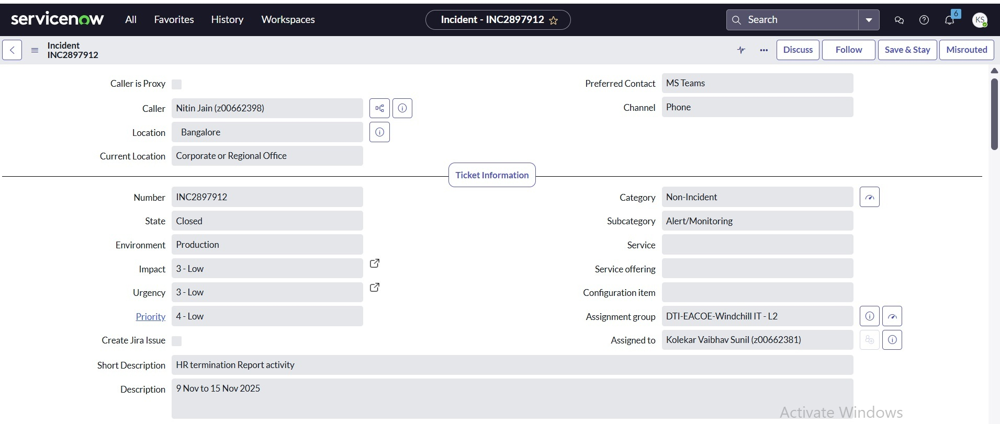 servicenow All Favorites History Workspaces Incident - INC2897912 Search 6 KS
Incident
INC2897912
Discuss Follow Save & Stay Misrouted
Caller is Proxy
Preferred Contact MS Teams
Caller Nitin Jain (z00662398)
Channel Phone
Location Bangalore
Current Location Corporate or Regional Office
Ticket Information
Number INC2897912
Category Non-Incident
State Closed
Subcategory Alert/Monitoring
Environment Production
Service
Impact 3 - Low
Service offering
Urgency 3 - Low
Configuration item
Priority 4 - Low
Assignment group DTI-EACOE-Windchill IT - L2
Create Jira Issue
Assigned to Kolekar Vaibhav Sunil (z00662381)
Short Description HR termination Report activity
Description 9 Nov to 15 Nov 2025
Activate Windows